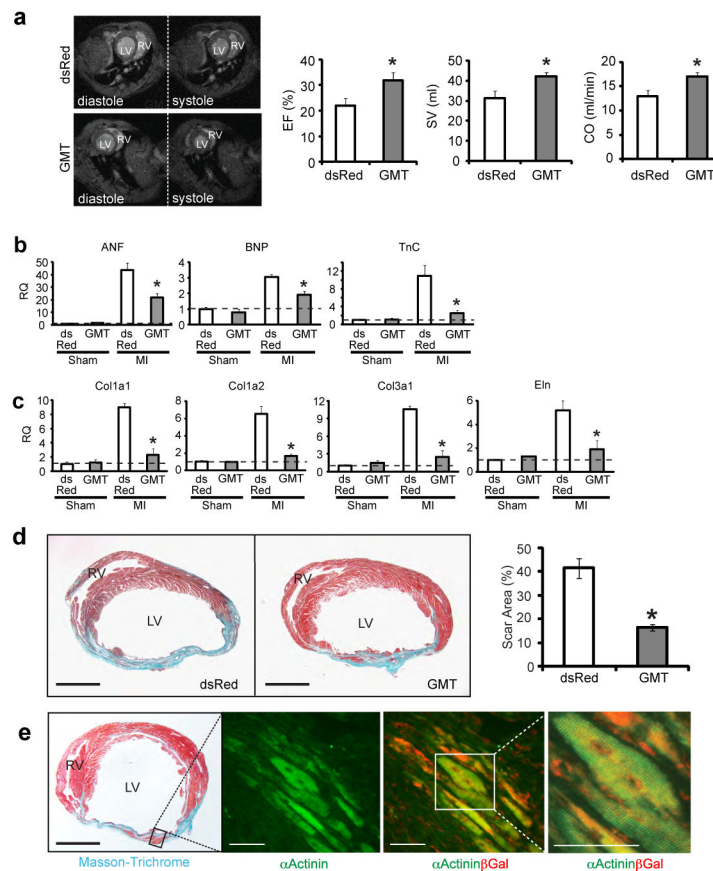 a
dsRed
LV RV
diastole systole
GMT
LV RV
diastole systole
EF (%)
40
30
20
10
0
dsRed GMT
*
SV (ml)
50
40
30
20
10
0
dsRed GMT
*
CO (ml/min)
20
15
10
5
0
dsRed GMT
*
b
ANF BNP TnC
RQ
50
40
30
20
10
0
*
4
3
2
1
0
*
12
8
4
0
*
ds GMT ds GMT ds GMT ds GMT ds GMT ds GMT
Red Red Red Red Red Red
Sham MI Sham MI Sham MI
c
Col1a1 Col1a2 Col3a1 Eln
RQ
10
8
6
4
2
0
*
8
6
4
2
0
*
12
9
6
3
0
*
6
4
2
0
*
ds GMT ds GMT ds GMT ds GMT ds GMT ds GMT ds GMT ds GMT
Red Red Red Red Red Red Red Red
Sham MI Sham MI Sham MI Sham MI
d
RV
LV
dsRed
RV
LV
GMT
Scar Area (%)
50
40
30
20
10
0
*
dsRed GMT
e
RV
LV
Masson-Trichrome αActinin αActininβGal αActininβGal